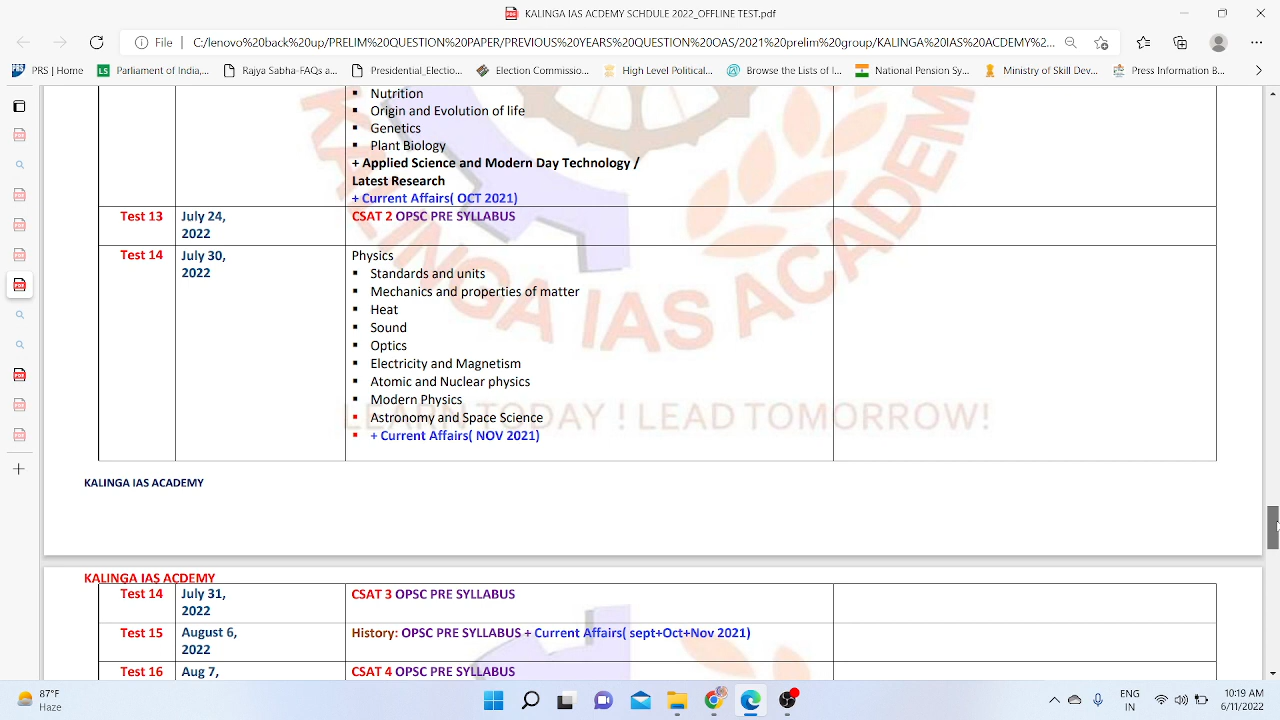 KALINGA IAS ACADEMY SCHDULE 2022_OFFLINE TEST.pdf
File | C:/lenovo%20back%20up/PRELIM%20QUESTION%20PAPER/PREVIOUS%20YEARS%20QUESTION%20OAS/2021%20prelim%20group/KALINGA%20IAS%20ACDEMY%2...
PRS | Home Parliament of India,... Rajya Sabha-FAQs a... Presidential_Electio... Election Commissio... High Level Political... Browse the Lists of I... National Pension Sy... Ministry of Skill Dev... Press Information B...
▪ Nutrition
▪ Origin and Evolution of life
▪ Genetics
▪ Plant Biology
+ Applied Science and Modern Day Technology /
Latest Research
+ Current Affairs( OCT 2021)
Test 13 July 24, CSAT 2 OPSC PRE SYLLABUS
2022
Test 14 July 30, Physics
2022 ▪ Standards and units
▪ Mechanics and properties of matter
▪ Heat
▪ Sound
▪ Optics
▪ Electricity and Magnetism
▪ Atomic and Nuclear physics
▪ Modern Physics
▪ Astronomy and Space Science
▪ + Current Affairs( NOV 2021)
KALINGA IAS ACADEMY
LEARN TODAY ! LEAD TOMORROW!
KALINGA IAS ACADEMY
KALINGA IAS ACDEMY
Test 14 July 31, CSAT 3 OPSC PRE SYLLABUS
2022
Test 15 August 6, History: OPSC PRE SYLLABUS + Current Affairs( sept+Oct+Nov 2021)
2022
Test 16 Aug 7, CSAT 4 OPSC PRE SYLLABUS
87°F
Haze
ENG
IN
10:19 AM
6/11/2022